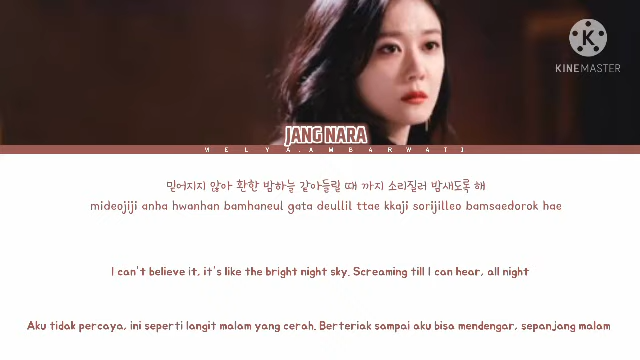 K
KINEMASTER
JANG NARA
MELYA.AMBARWATI
믿어지지 않아 환한 밤하늘 같아들릴 때 까지 소리질러 밤새도록 해
mideojiji anha hwanhan bamhaneul gata deullil ttae kkaji sorijilleo bamsaedorok hae
I can't believe it, it's like the bright night sky. Screaming till I can hear, all night
Aku tidak percaya, ini seperti langit malam yang cerah. Berteriak sampai aku bisa mendengar, sepanjang malam